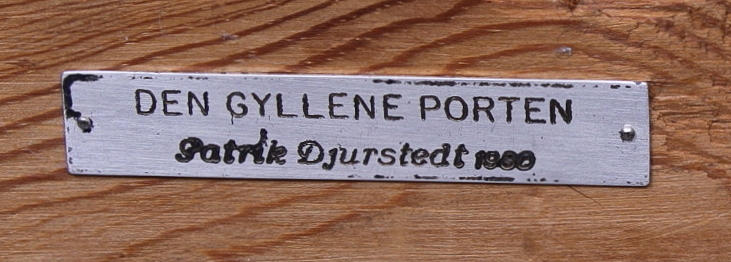 DEN GYLLENE PORTEN
Patrik Djurstedt